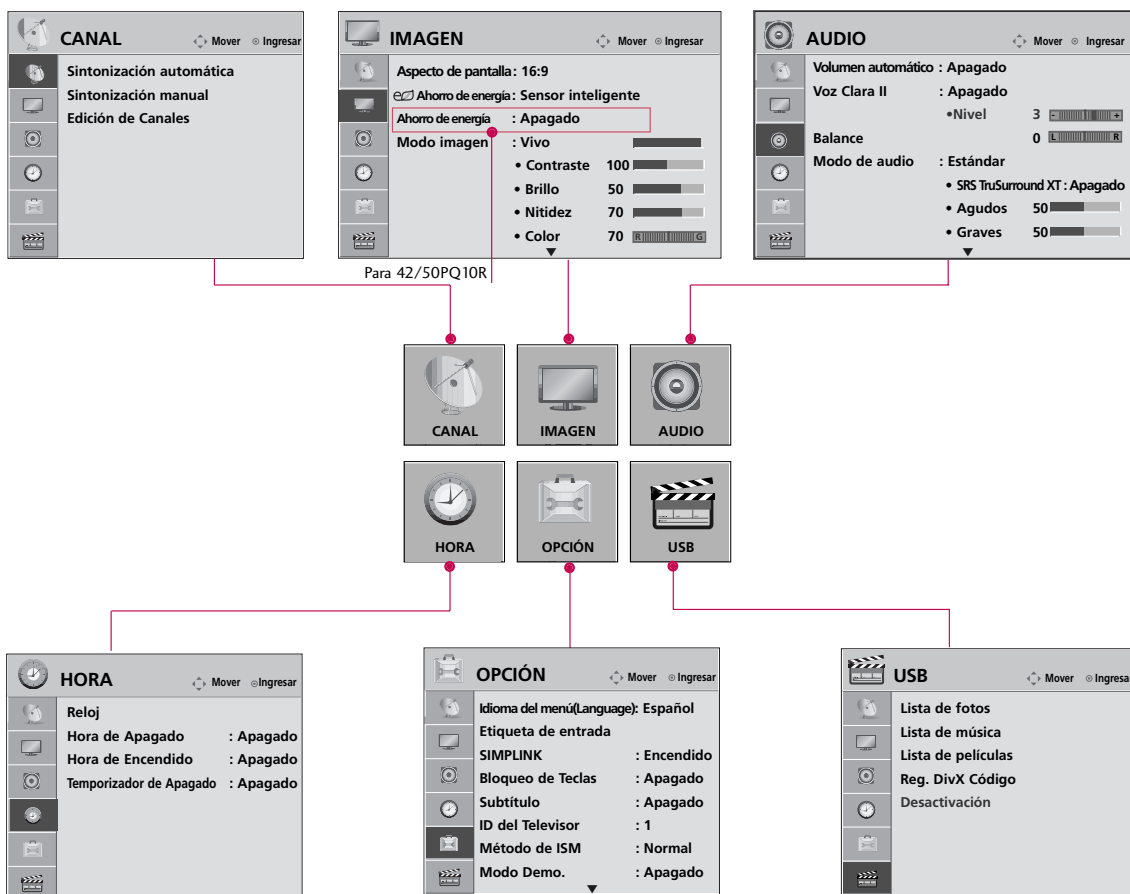 CANAL
Mover Ingresar
Sintonización automática
Sintonización manual
Edición de Canales
IMAGEN
Mover Ingresar
Aspecto de pantalla: 16:9
Ahorro de energía: Sensor inteligente
Ahorro de energía : Apagado
Modo imagen : Vivo
• Contraste 100
• Brillo 50
• Nitidez 70
• Color 70 R G
Para 42/50PQ10R
AUDIO
Mover Ingresar
Volumen automático : Apagado
Voz Clara II : Apagado
•Nivel 3 - +
Balance 0 L R
Modo de audio : Estándar
• SRS TruSurround XT : Apagado
• Agudos 50
• Graves 50
CANAL
IMAGEN
AUDIO
HORA
OPCIÓN
USB
HORA
Mover Ingresar
Reloj
Hora de Apagado : Apagado
Hora de Encendido : Apagado
Temporizador de Apagado : Apagado
OPCIÓN
Mover Ingresar
Idioma del menú(Language): Español
Etiqueta de entrada
SIMPLINK : Encendido
Bloqueo de Teclas : Apagado
Subtítulo : Apagado
ID del Televisor : 1
Método de ISM : Normal
Modo Demo. : Apagado
USB
Mover Ingresa
Lista de fotos
Lista de música
Lista de películas
Reg. DivX Código
Desactivación